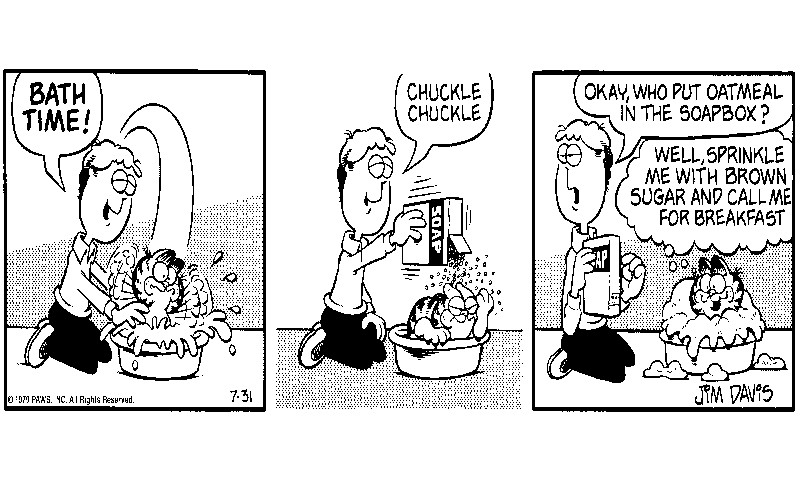 BATH
TIME!
© 1979 PAWS, INC. All Rights Reserved.
7-31
CHUCKLE
CHUCKLE
SOAP
OKAY, WHO PUT OATMEAL
IN THE SOAPBOX?
WELL, SPRINKLE
ME WITH BROWN
SUGAR AND CALL ME
FOR BREAKFAST
AP
JIM DAVIS